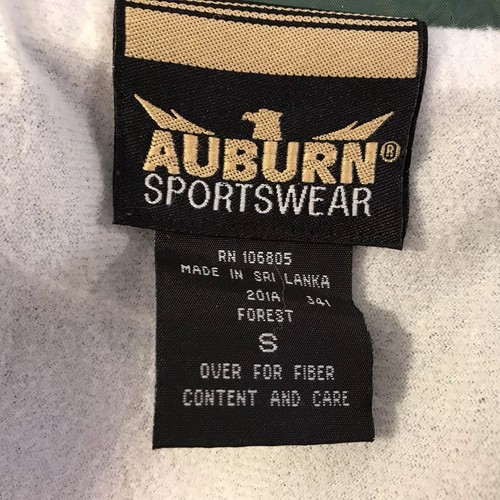 AUBURN®
SPORTSWEAR
RN 106805
MADE IN SRI LANKA
201A 341
FOREST
S
OVER FOR FIBER
CONTENT AND CARE